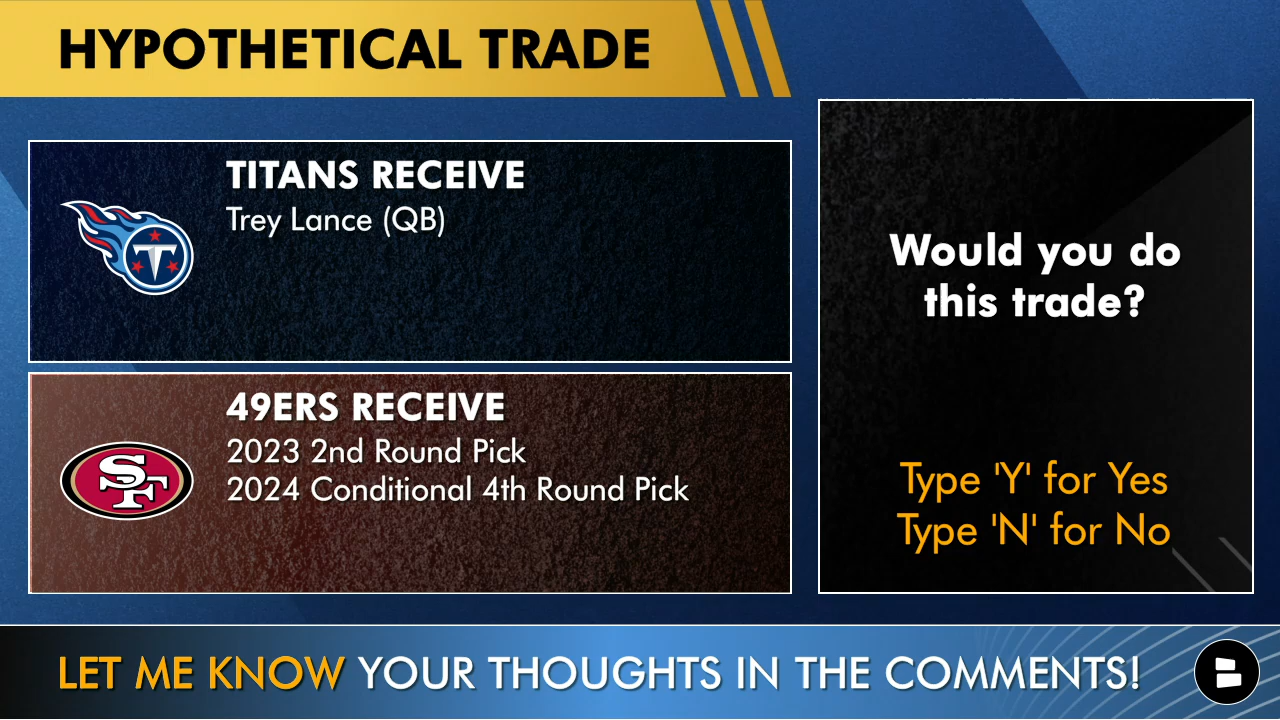 HYPOTHETICAL TRADE
TITANS RECEIVE
Trey Lance (QB)
T
49ERS RECEIVE
2023 2nd Round Pick
2024 Conditional 4th Round Pick
SF
Would you do
this trade?
Type 'Y' for Yes
Type 'N' for No
LET ME KNOW YOUR THOUGHTS IN THE COMMENTS!